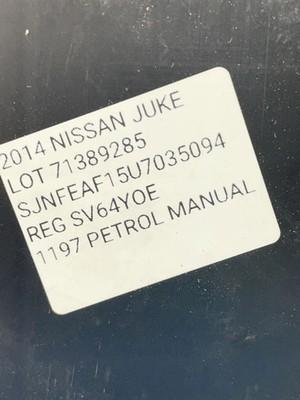 2014 NISSAN JUKE
LOT 71389285
SJNFEAF15U7035094
REG SV64YOE
1197 PETROL MANUAL